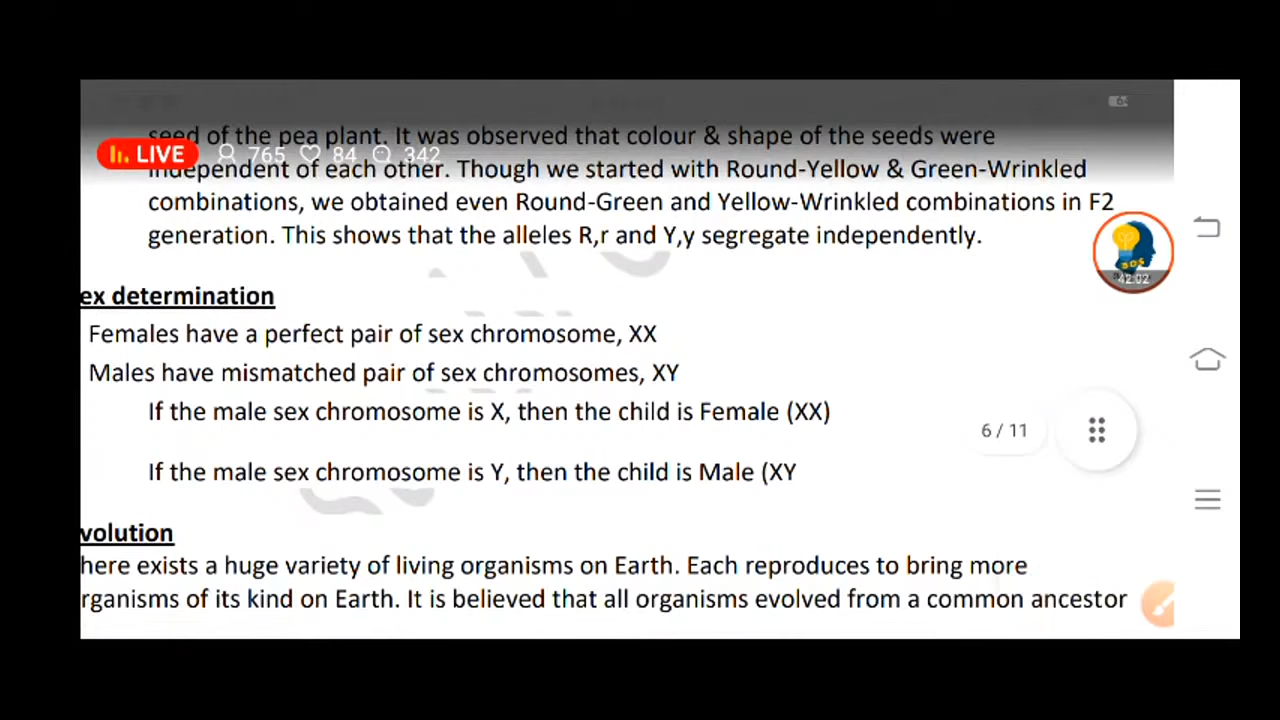 seed of the pea plant. It was observed that colour & shape of the seeds were
LIVE 765 84 342
independent of each other. Though we started with Round-Yellow & Green-Wrinkled
combinations, we obtained even Round-Green and Yellow-Wrinkled combinations in F2
generation. This shows that the alleles R,r and Y,y segregate independently.
42:02
ex determination
Females have a perfect pair of sex chromosome, XX
Males have mismatched pair of sex chromosomes, XY
If the male sex chromosome is X, then the child is Female (XX)
6 / 11
If the male sex chromosome is Y, then the child is Male (XY
volution
here exists a huge variety of living organisms on Earth. Each reproduces to bring more
rganisms of its kind on Earth. It is believed that all organisms evolved from a common ancestor